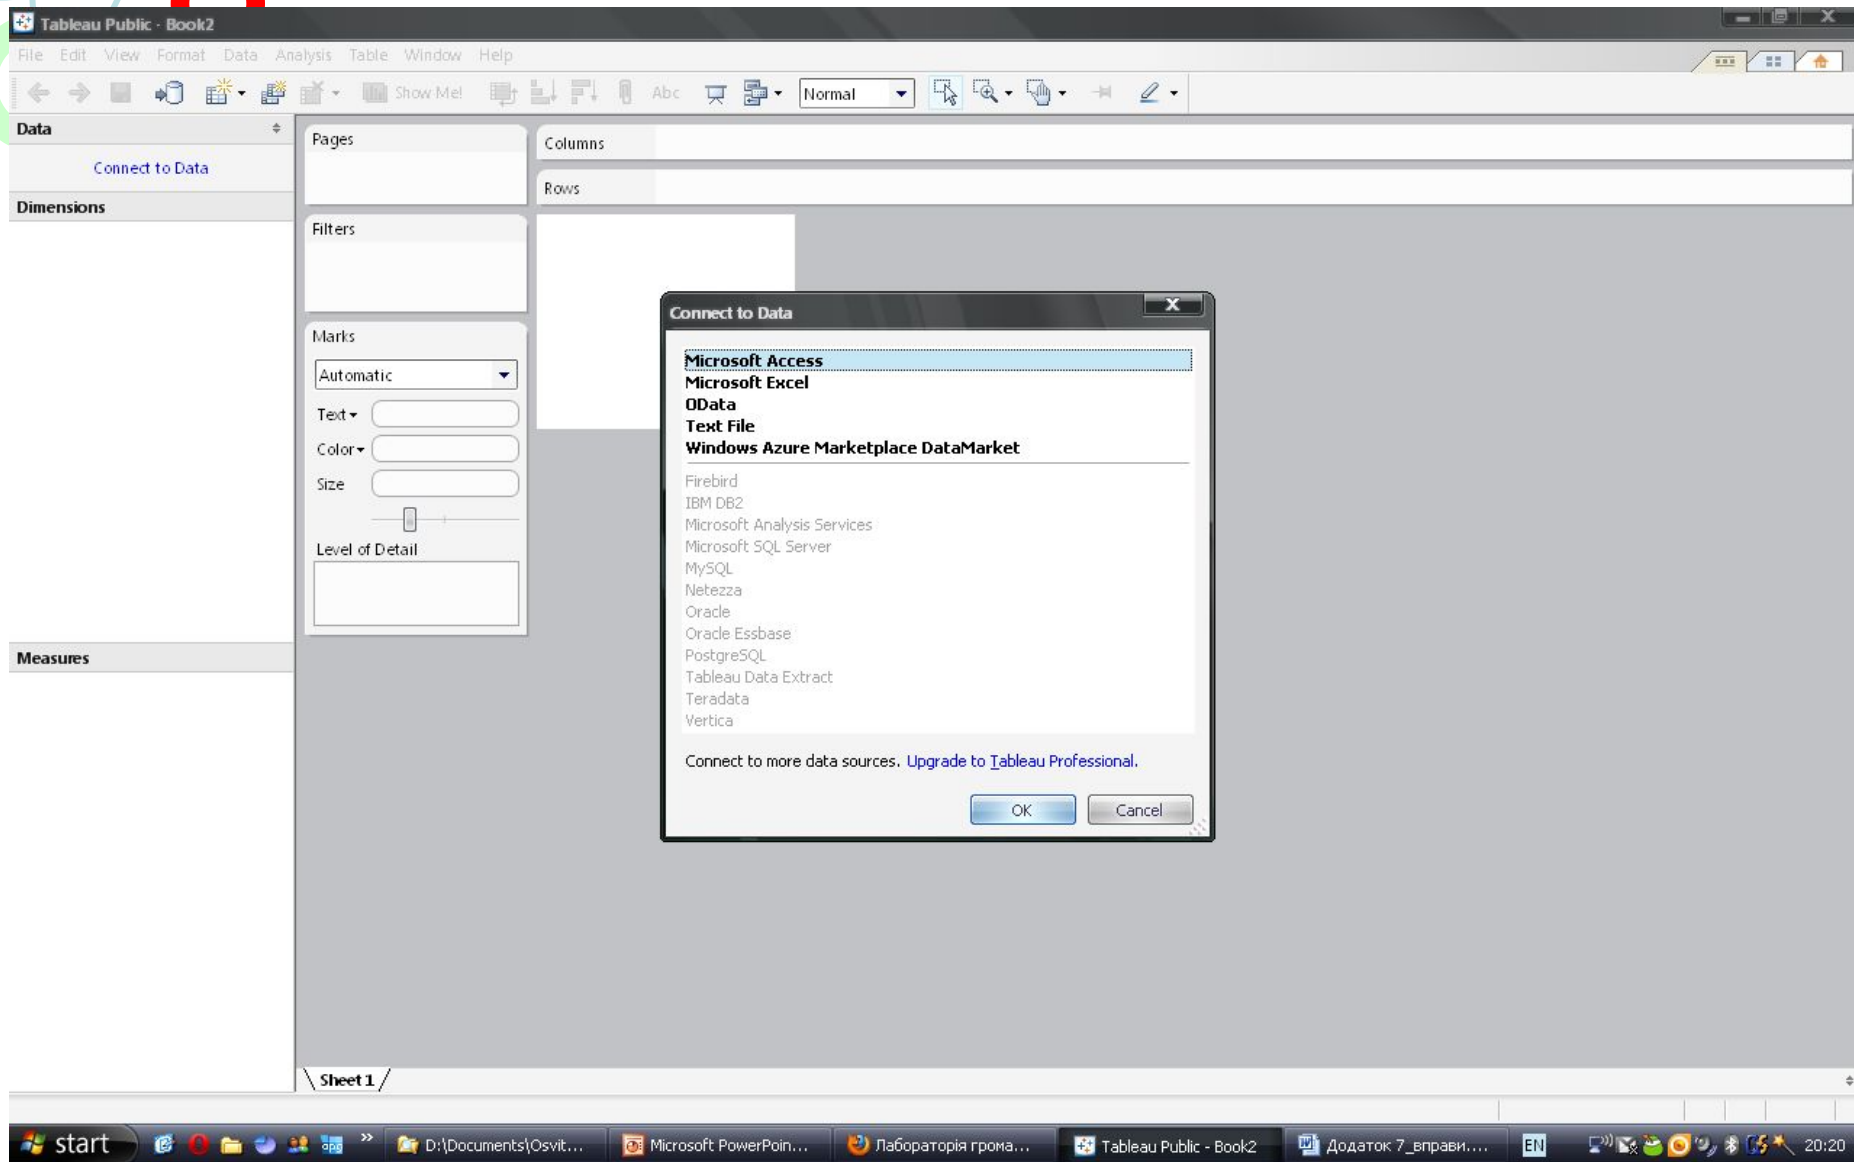 Tableau Public - Book2
File Edit View Format Data Analysis Table Window Help
Show Me! Abc Normal
Data
Connect to Data
Dimensions
Measures
Pages
Filters
Marks
Automatic
Text
Color
Size
Level of Detail
Columns
Rows
Connect to Data
Microsoft Access
Microsoft Excel
OData
Text File
Windows Azure Marketplace DataMarket
Firebird
IBM DB2
Microsoft Analysis Services
Microsoft SQL Server
MySQL
Netezza
Oracle
Oracle Essbase
PostgreSQL
Tableau Data Extract
Teradata
Vertica
Connect to more data sources. Upgrade to Tableau Professional.
OK Cancel
Sheet 1
start D:\Documents\Osvit... Microsoft PowerPoin... Лабораторія грома... Tableau Public - Book2 Додаток 7_вправи.... EN 20:20